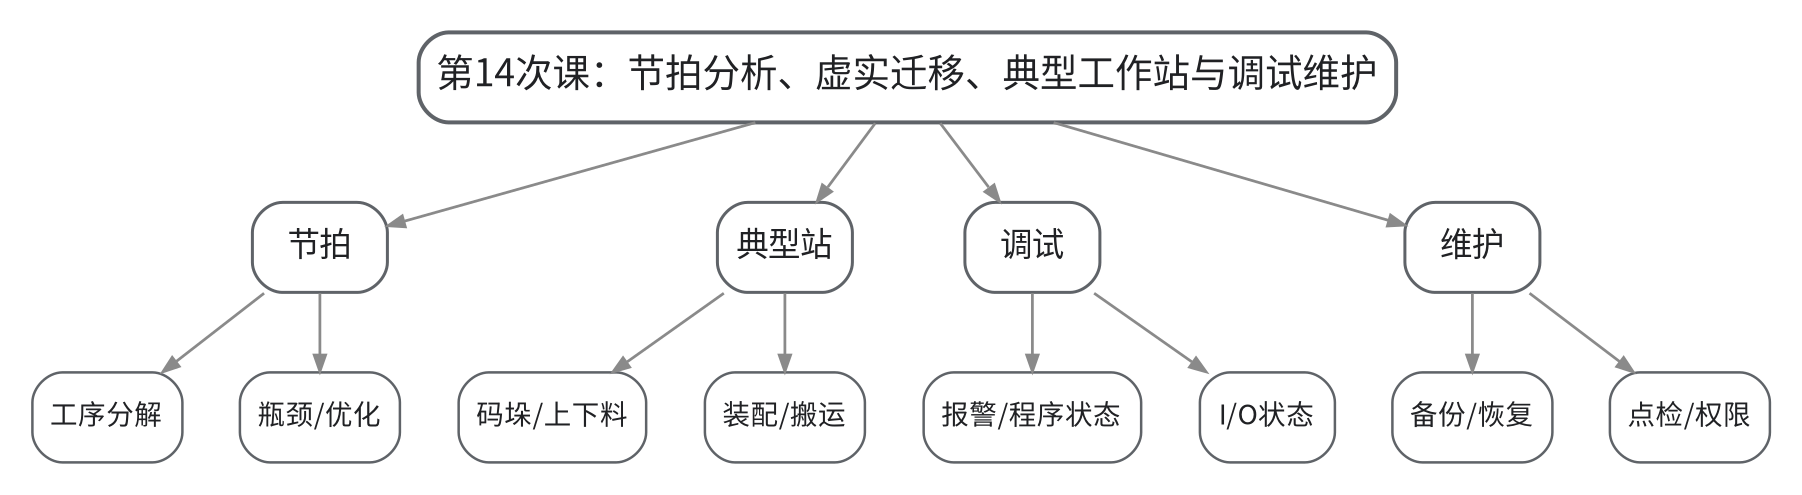 第14次课：节拍分析、虚实迁移、典型工作站与调试维护
节拍
典型站
调试
维护
工序分解
瓶颈/优化
码垛/上下料
装配/搬运
报警/程序状态
I/O状态
备份/恢复
点检/权限